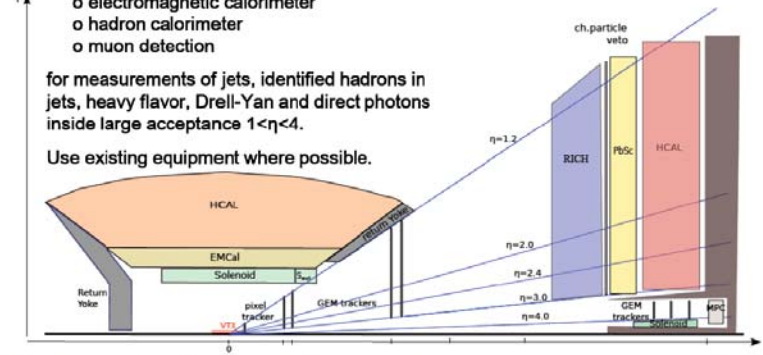 o electromagnetic calorimeter
o hadron calorimeter
o muon detection
for measurements of jets, identified hadrons in
jets, heavy flavor, Drell-Yan and direct photons
inside large acceptance 1<η<4.
Use existing equipment where possible.
ch.particle
veto
η=1.2
RICH
PbSc
HCAL
HCAL
return Yoke
EMCal
Solenoid
η=2.0
η=2.4
Return
Yoke
pixel
tracker
GEM trackers
η=3.0
GEM
trackers
MPC
VTX
η=4.0
Solenoid
0